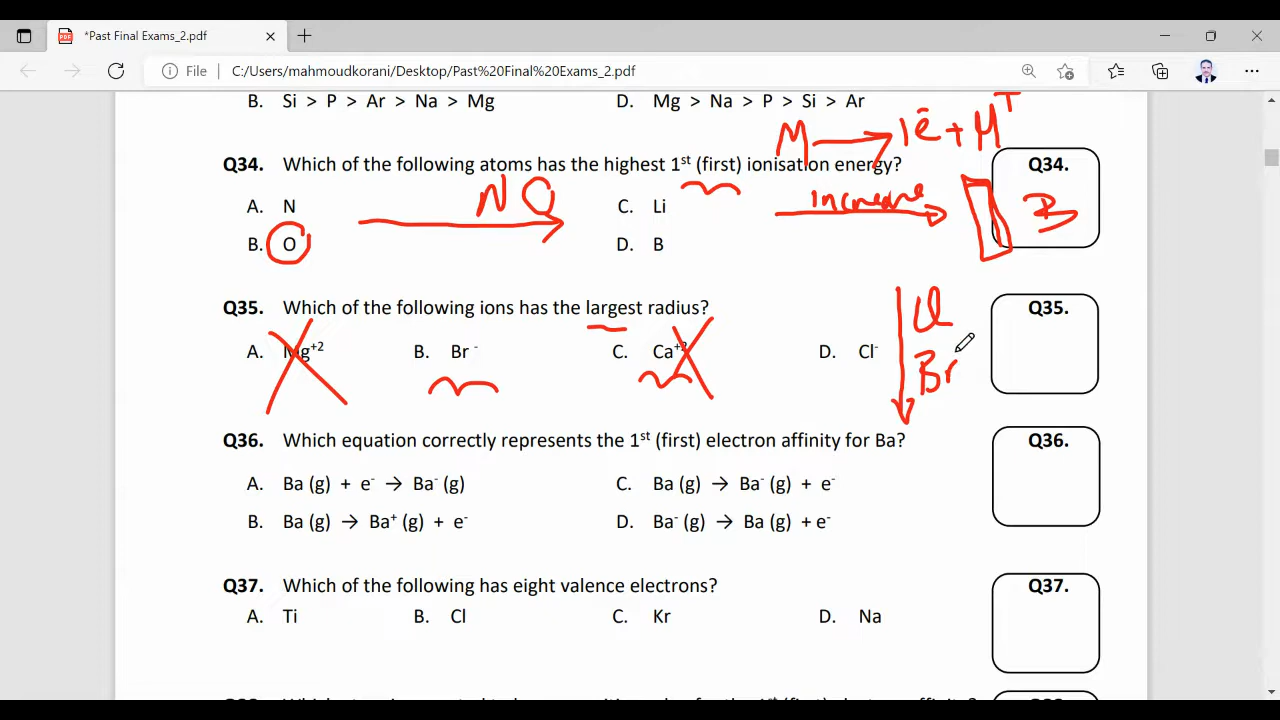 *Past Final Exams_2.pdf
File C:/Users/mahmoudkorani/Desktop/Past%20Final%20Exams_2.pdf
B. Si > P > Ar > Na > Mg D. Mg > Na > P > Si > Ar
M → 1ē + M⁺
Q34. Which of the following atoms has the highest 1st (first) ionisation energy? Q34.
N O increase B
A. N C. Li
B. O D. B
Q35. Which of the following ions has the largest radius? Q35.
Cl
A. Mg+2 B. Br - C. Ca+2 D. Cl-
Br
Q36. Which equation correctly represents the 1st (first) electron affinity for Ba? Q36.
A. Ba (g) + e- → Ba- (g) C. Ba (g) → Ba- (g) + e-
B. Ba (g) → Ba+ (g) + e- D. Ba- (g) → Ba (g) + e-
Q37. Which of the following has eight valence electrons? Q37.
A. Ti B. Cl C. Kr D. Na